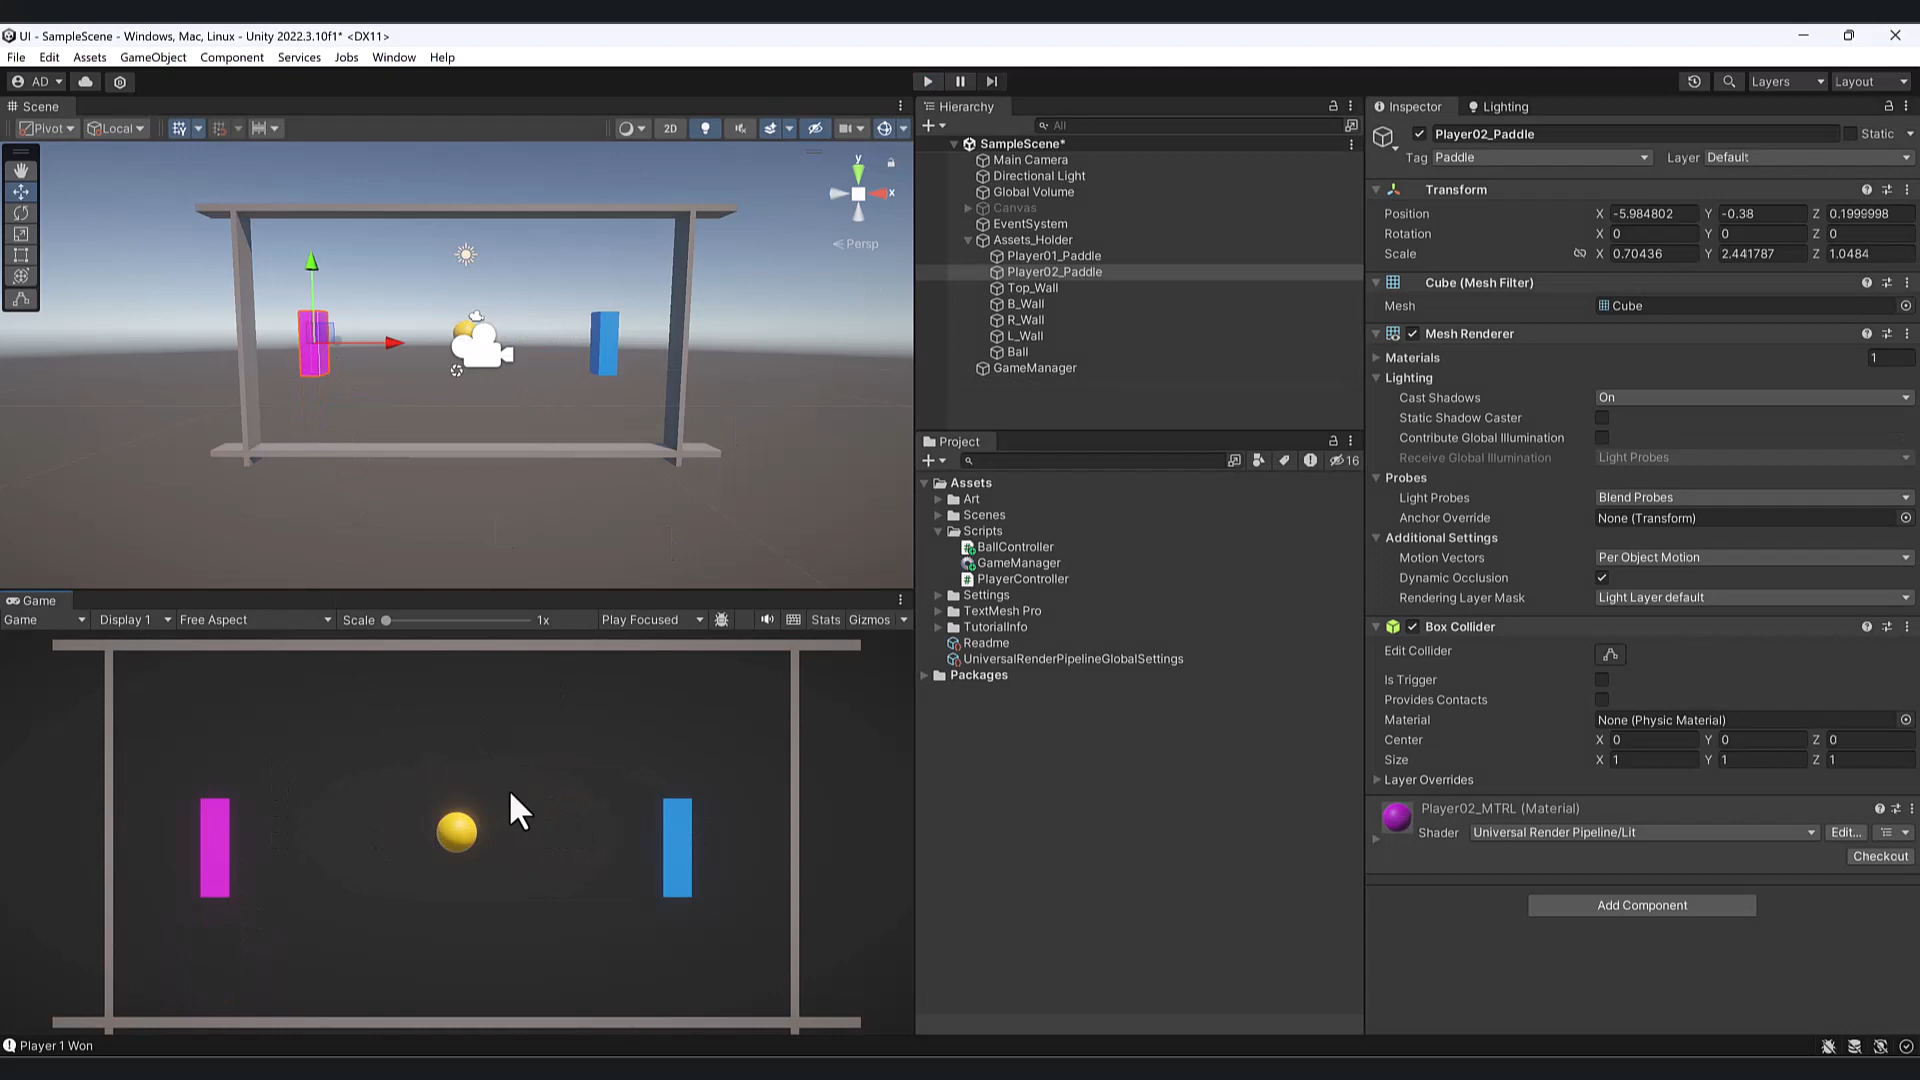 UI - SampleScene - Windows, Mac, Linux - Unity 2022.3.10f1* <DX11>
File Edit Assets GameObject Component Services Jobs Window Help
AD
Layers
Layout
Scene
Pivot
Local
2D
y
x
Persp
Game
Game
Display 1
Free Aspect
Scale
1x
Play Focused
Stats
Gizmos
Player 1 Won
Hierarchy
All
SampleScene*
Main Camera
Directional Light
Global Volume
Canvas
EventSystem
Assets_Holder
Player01_Paddle
Player02_Paddle
Top_Wall
B_Wall
R_Wall
L_Wall
Ball
GameManager
Project
16
Assets
Art
Scenes
Scripts
BallController
GameManager
PlayerController
Settings
TextMesh Pro
TutorialInfo
Readme
UniversalRenderPipelineGlobalSettings
Packages
Inspector
Lighting
Player02_Paddle
Static
Tag Paddle Layer Default
Transform
Position X -5.984802 Y -0.38 Z 0.1999998
Rotation X 0 Y 0 Z 0
Scale X 0.70436 Y 2.441787 Z 1.0484
Cube (Mesh Filter)
Mesh Cube
Mesh Renderer
Materials 1
Lighting
Cast Shadows On
Static Shadow Caster
Contribute Global Illumination
Receive Global Illumination Light Probes
Probes
Light Probes Blend Probes
Anchor Override None (Transform)
Additional Settings
Motion Vectors Per Object Motion
Dynamic Occlusion
Rendering Layer Mask Light Layer default
Box Collider
Edit Collider
Is Trigger
Provides Contacts
Material None (Physic Material)
Center X 0 Y 0 Z 0
Size X 1 Y 1 Z 1
Layer Overrides
Player02_MTRL (Material)
Shader Universal Render Pipeline/Lit Edit...
Checkout
Add Component